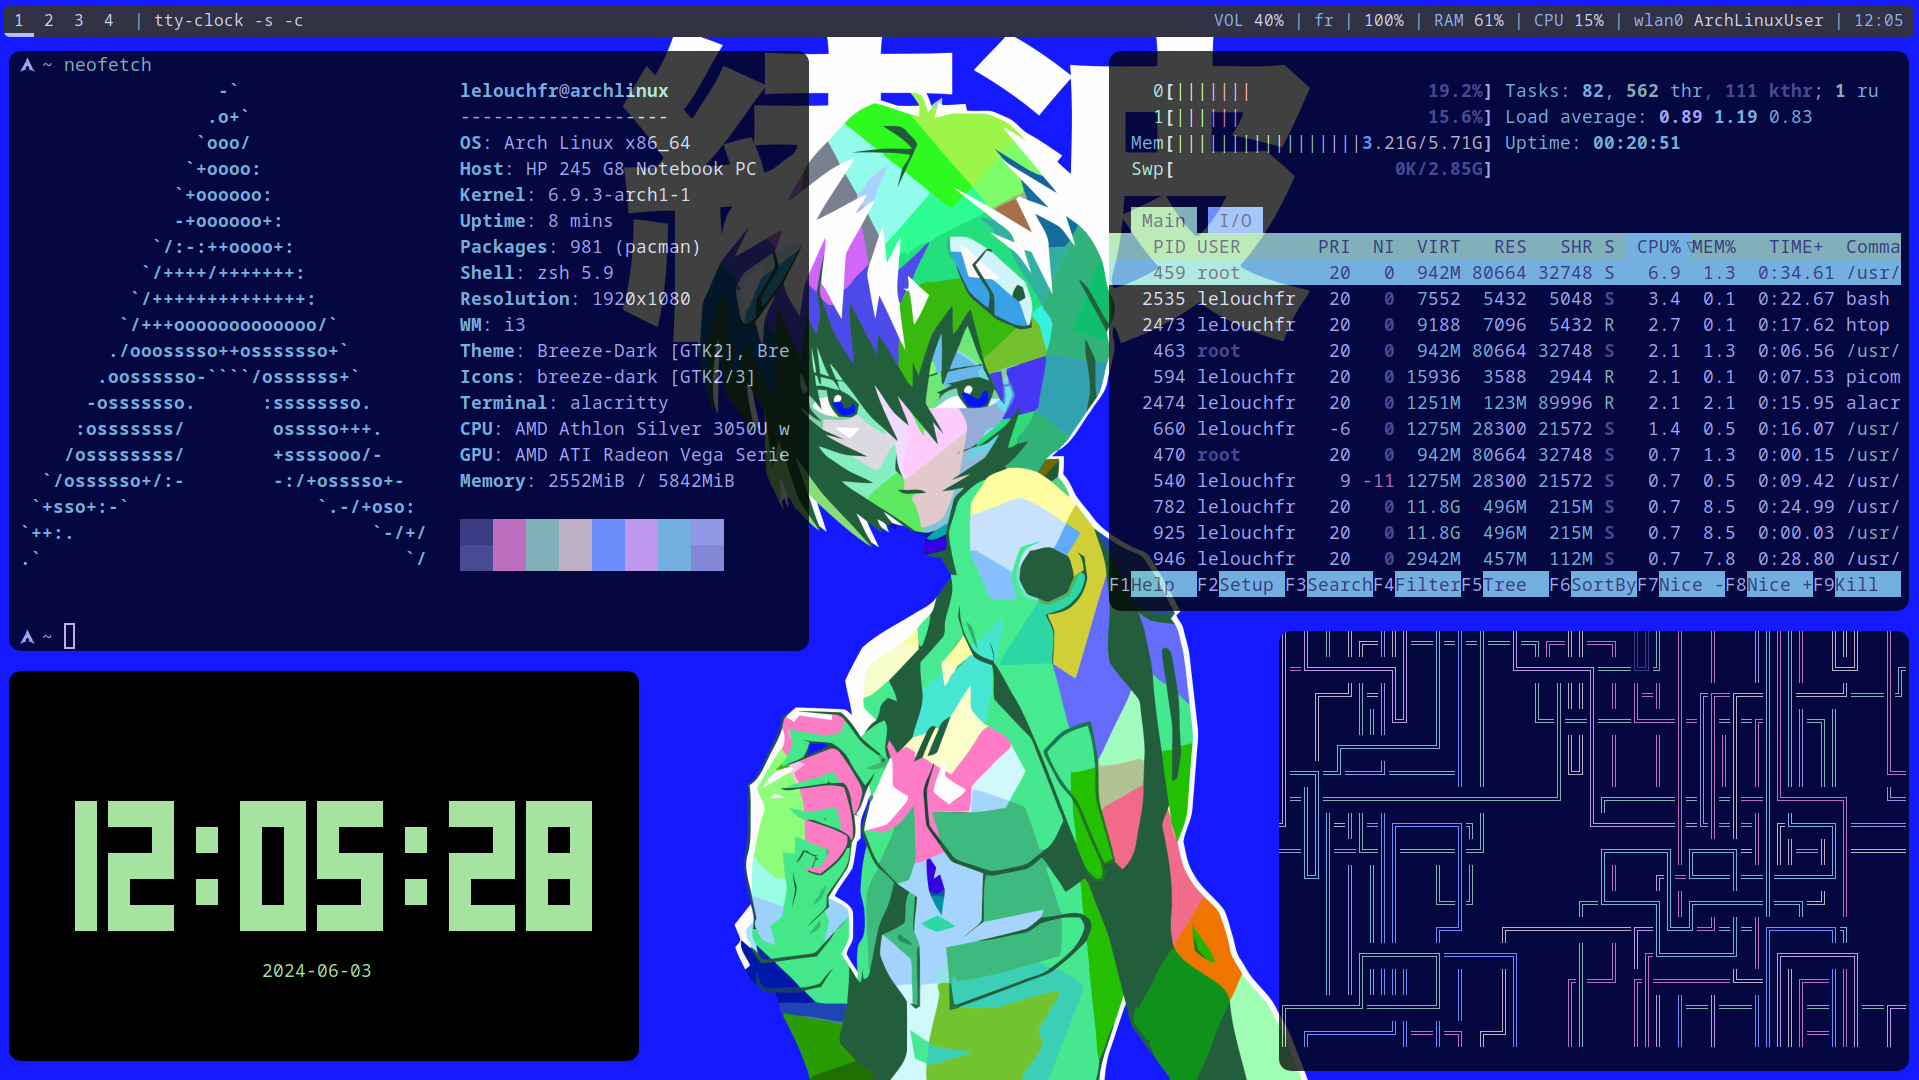 1 2 3 4 | tty-clock -s -c
VOL 40% | fr | 100% | RAM 61% | CPU 15% | wlan0 ArchLinuxUser | 12:05
~ neofetch
-`
.o+`
`ooo/
`+oooo:
`+oooooo:
-+oooooo+:
`/:-:++oooo+:
`/++++/+++++++:
`/++++++++++++++:
`/+++ooooooooooooo/`
./ooosssso++osssssso+`
.oossssso-````/ossssss+`
-osssssso. :ssssssso.
:osssssss/ osssso+++.
/ossssssss/ +ssssooo/-
`/ossssso+/:- -:/+osssso+-
`+sso+:-` `.-/+oso:
`++:. `-/+/
.` `/
lelouchfr@archlinux
-------------------
OS: Arch Linux x86_64
Host: HP 245 G8 Notebook PC
Kernel: 6.9.3-arch1-1
Uptime: 8 mins
Packages: 981 (pacman)
Shell: zsh 5.9
Resolution: 1920x1080
WM: i3
Theme: Breeze-Dark [GTK2], Bre
Icons: breeze-dark [GTK2/3]
Terminal: alacritty
CPU: AMD Athlon Silver 3050U w
GPU: AMD ATI Radeon Vega Serie
Memory: 2552MiB / 5842MiB
~
0[||||||| 19.2%] Tasks: 82, 562 thr, 111 kthr; 1 ru
1[|||||| 15.6%] Load average: 0.89 1.19 0.83
Mem[|||||||||||||||||3.21G/5.71G] Uptime: 00:20:51
Swp[ 0K/2.85G]
Main I/O
PID USER PRI NI VIRT RES SHR S CPU%▽MEM% TIME+ Comma
459 root 20 0 942M 80664 32748 S 6.9 1.3 0:34.61 /usr/
2535 lelouchfr 20 0 7552 5432 5048 S 3.4 0.1 0:22.67 bash
2473 lelouchfr 20 0 9188 7096 5432 R 2.7 0.1 0:17.62 htop
463 root 20 0 942M 80664 32748 S 2.1 1.3 0:06.56 /usr/
594 lelouchfr 20 0 15936 3588 2944 R 2.1 0.1 0:07.53 picom
2474 lelouchfr 20 0 1251M 123M 89996 R 2.1 2.1 0:15.95 alacr
660 lelouchfr -6 0 1275M 28300 21572 S 1.4 0.5 0:16.07 /usr/
470 root 20 0 942M 80664 32748 S 0.7 1.3 0:00.15 /usr/
540 lelouchfr 9 -11 1275M 28300 21572 S 0.7 0.5 0:09.42 /usr/
782 lelouchfr 20 0 11.8G 496M 215M S 0.7 8.5 0:24.99 /usr/
925 lelouchfr 20 0 11.8G 496M 215M S 0.7 8.5 0:00.03 /usr/
946 lelouchfr 20 0 2942M 457M 112M S 0.7 7.8 0:28.80 /usr/
F1Help F2Setup F3SearchF4FilterF5Tree F6SortByF7Nice -F8Nice +F9Kill
12:05:28
2024-06-03